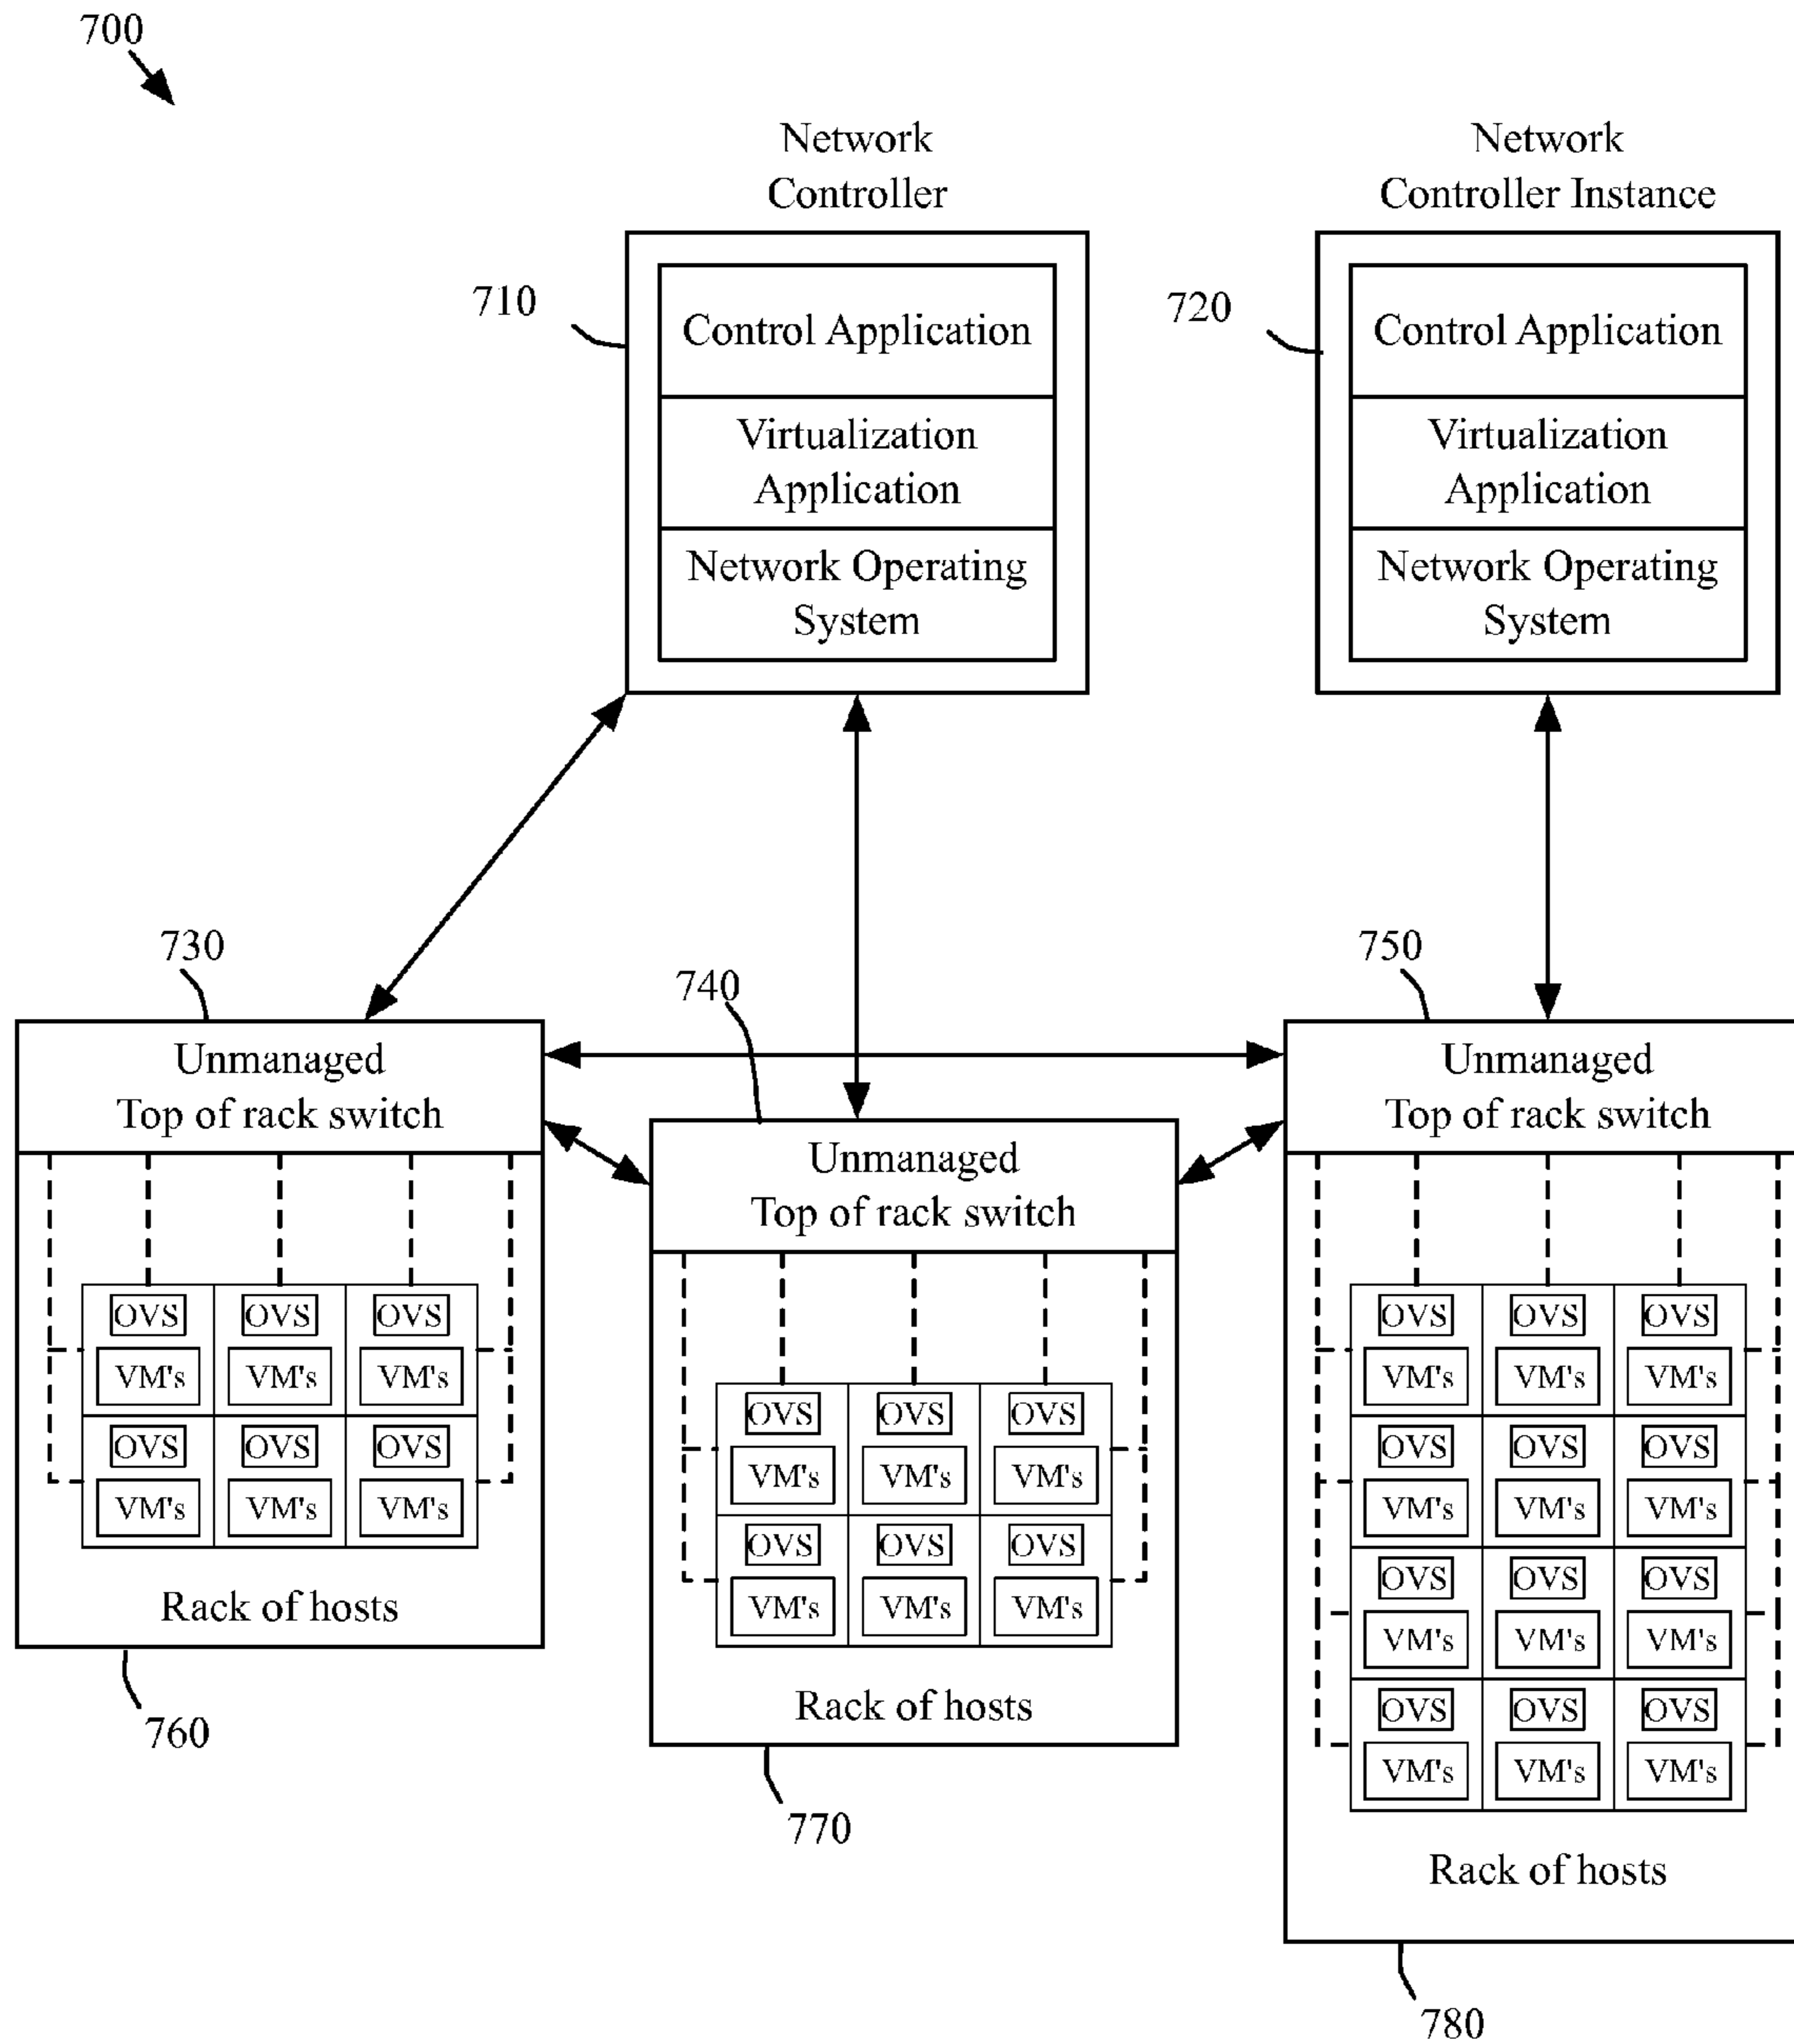 700
Network
Controller
Network
Controller Instance
710
Control Application
Virtualization
Application
Network Operating
System
720
Control Application
Virtualization
Application
Network Operating
System
730
740
750
Unmanaged
Top of rack switch
Unmanaged
Top of rack switch
Unmanaged
Top of rack switch
OVS OVS OVS
VM's VM's VM's
OVS OVS OVS
VM's VM's VM's
Rack of hosts
760
OVS OVS OVS
VM's VM's VM's
OVS OVS OVS
VM's VM's VM's
Rack of hosts
770
OVS OVS OVS
VM's VM's VM's
OVS OVS OVS
VM's VM's VM's
OVS OVS OVS
VM's VM's VM's
OVS OVS OVS
VM's VM's VM's
Rack of hosts
780